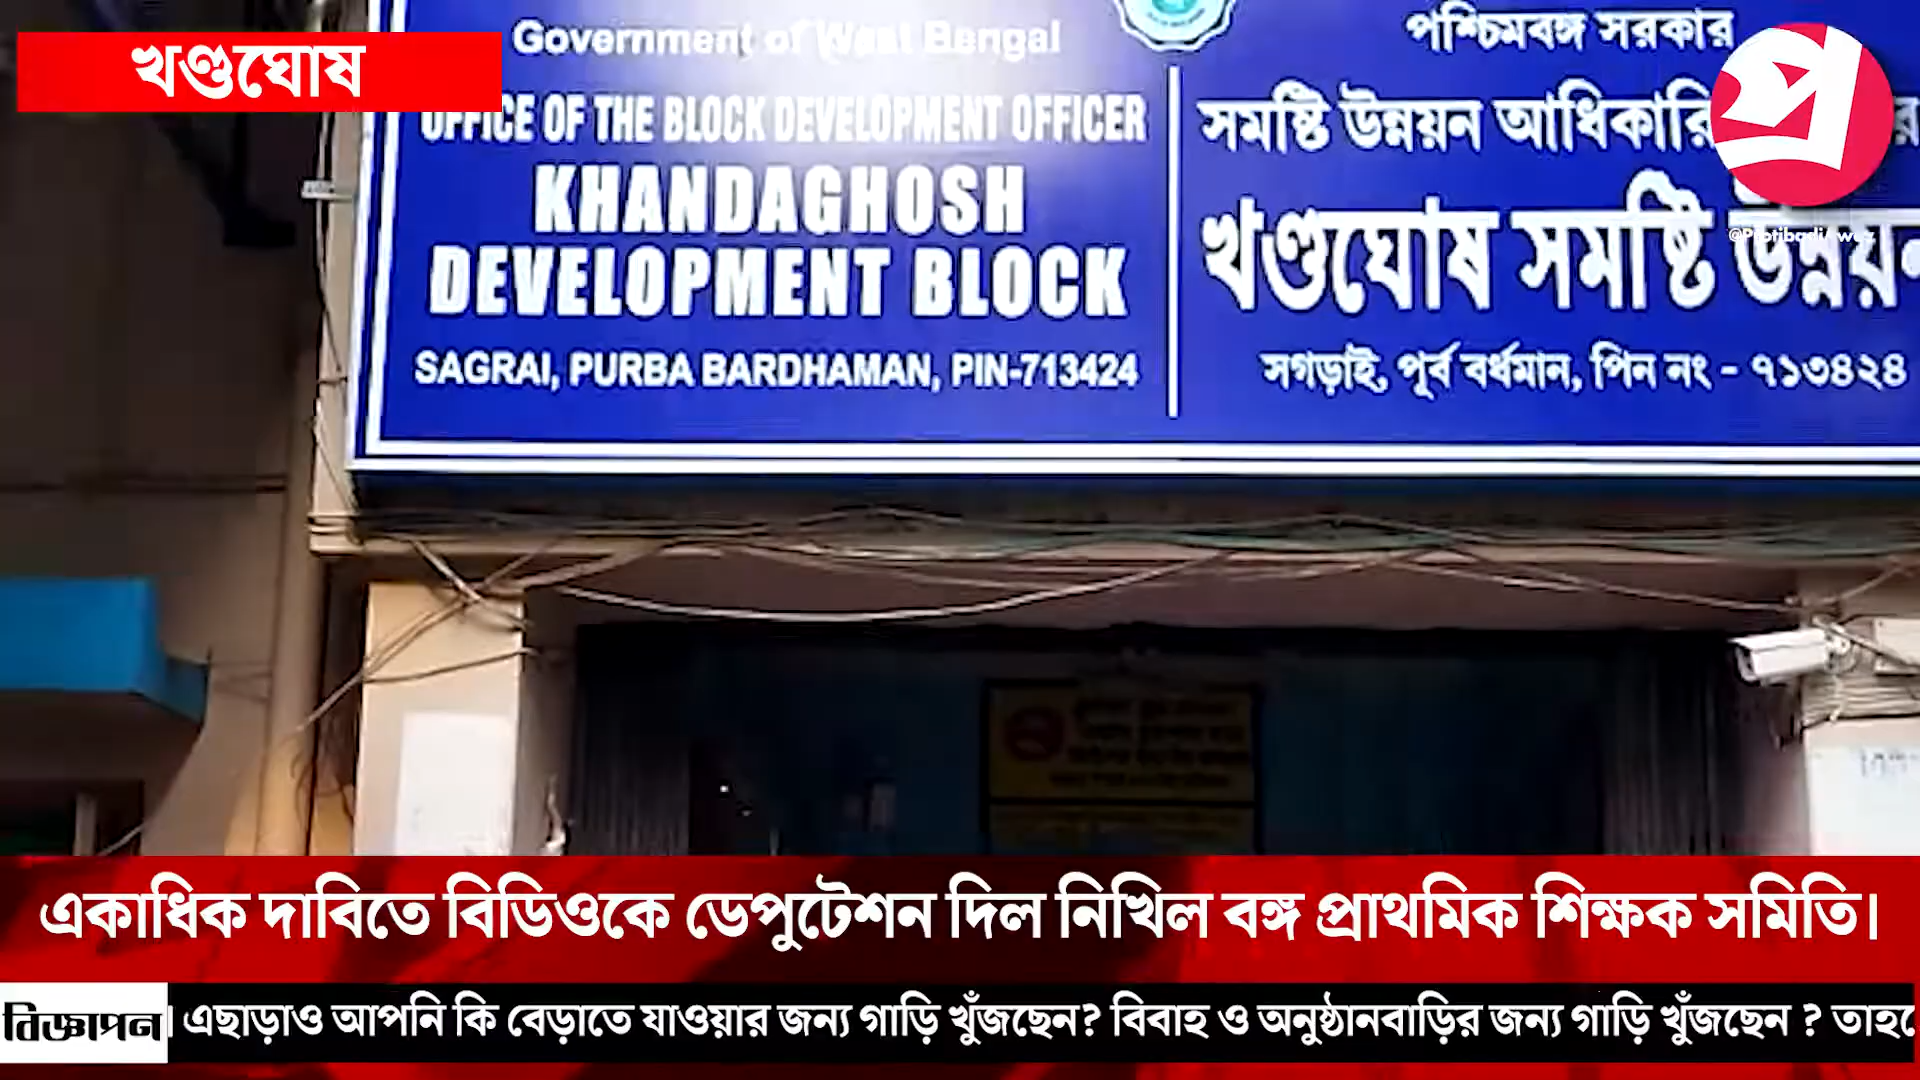 খণ্ডঘোষ
Government of West Bengal
OFFICE OF THE BLOCK DEVELOPMENT OFFICER
KHANDAGHOSH
DEVELOPMENT BLOCK
SAGRAI, PURBA BARDHAMAN, PIN-713424
পশ্চিমবঙ্গ সরকার
সমষ্টি উন্নয়ন আধিকারি
খণ্ডঘোষ সমষ্টি উন্নয়ন
সগড়াই, পূর্ব বর্ধমান, পিন নং - ৭১৩৪২৪
প্র
একাধিক দাবিতে বিডিওকে ডেপুটেশন দিল নিখিল বঙ্গ প্রাথমিক শিক্ষক সমিতি।
বিজ্ঞাপন
। এছাড়াও আপনি কি বেড়াতে যাওয়ার জন্য গাড়ি খুঁজছেন? বিবাহ ও অনুষ্ঠানবাড়ির জন্য গাড়ি খুঁজছেন ?